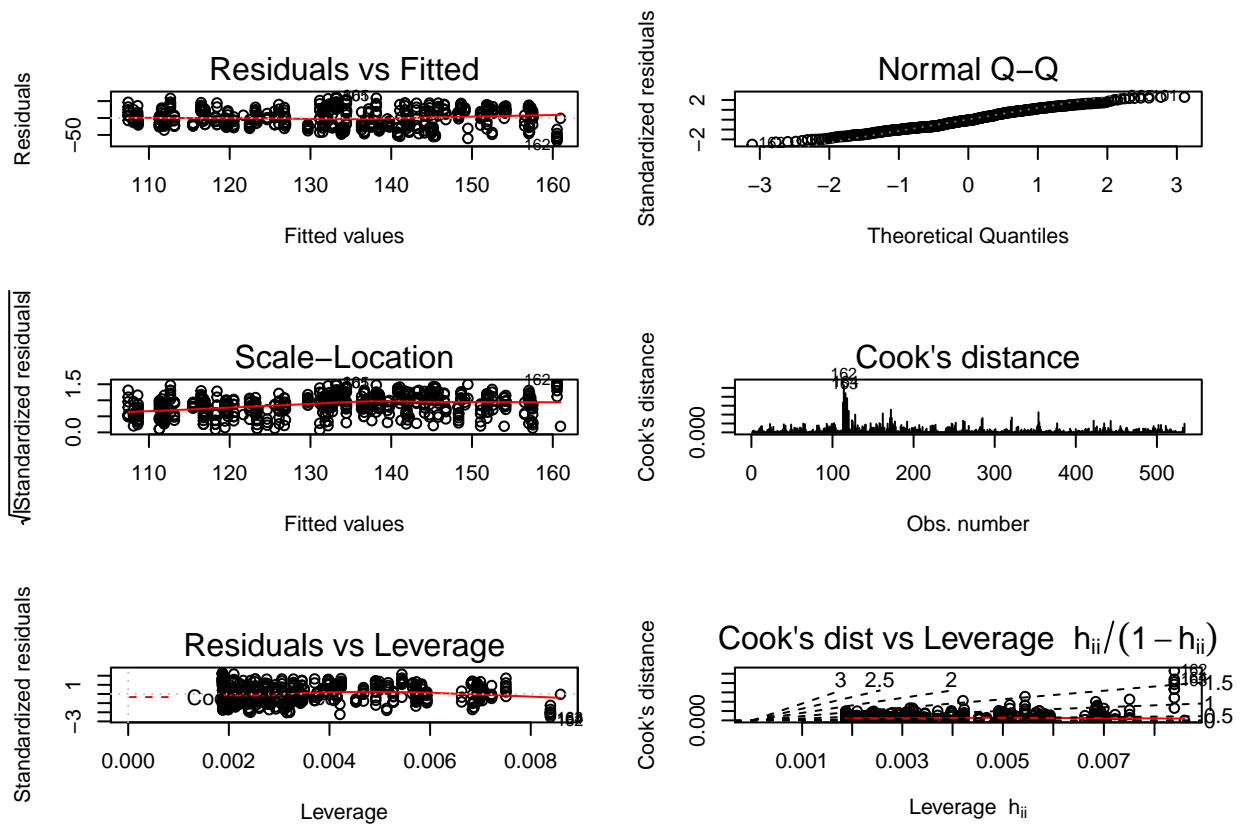 Residuals vs Fitted
Residuals
−50
162
110 120 130 140 150 160
Fitted values
Normal Q−Q
Standardized residuals
−2 2
162
−3 −2 −1 0 1 2 3
Theoretical Quantiles
Scale−Location
√|Standardized residuals|
0.0 1.5
162
110 120 130 140 150 160
Fitted values
Cook's distance
Cook's distance
0.000
162
0 100 200 300 400 500
Obs. number
Residuals vs Leverage
Standardized residuals
−3 1
0.000 0.002 0.004 0.006 0.008
Leverage
Cook's dist vs Leverage hii/(1−hii)
Cook's distance
0.000
3 2.5 2
162
1.5
1
0.5
0
0.001 0.003 0.005 0.007
Leverage hii